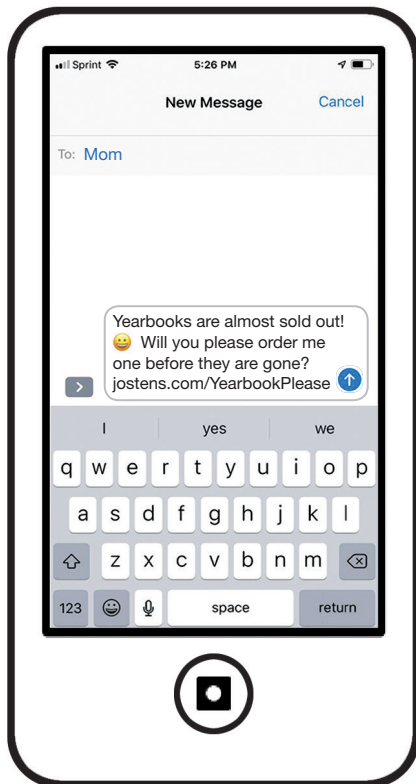 Sprint 5:26 PM
New Message Cancel
To: Mom
Yearbooks are almost sold out!
😀 Will you please order me
one before they are gone?
jostens.com/YearbookPlease
I yes we
q w e r t y u i o p
a s d f g h j k l
z x c v b n m
123 space return